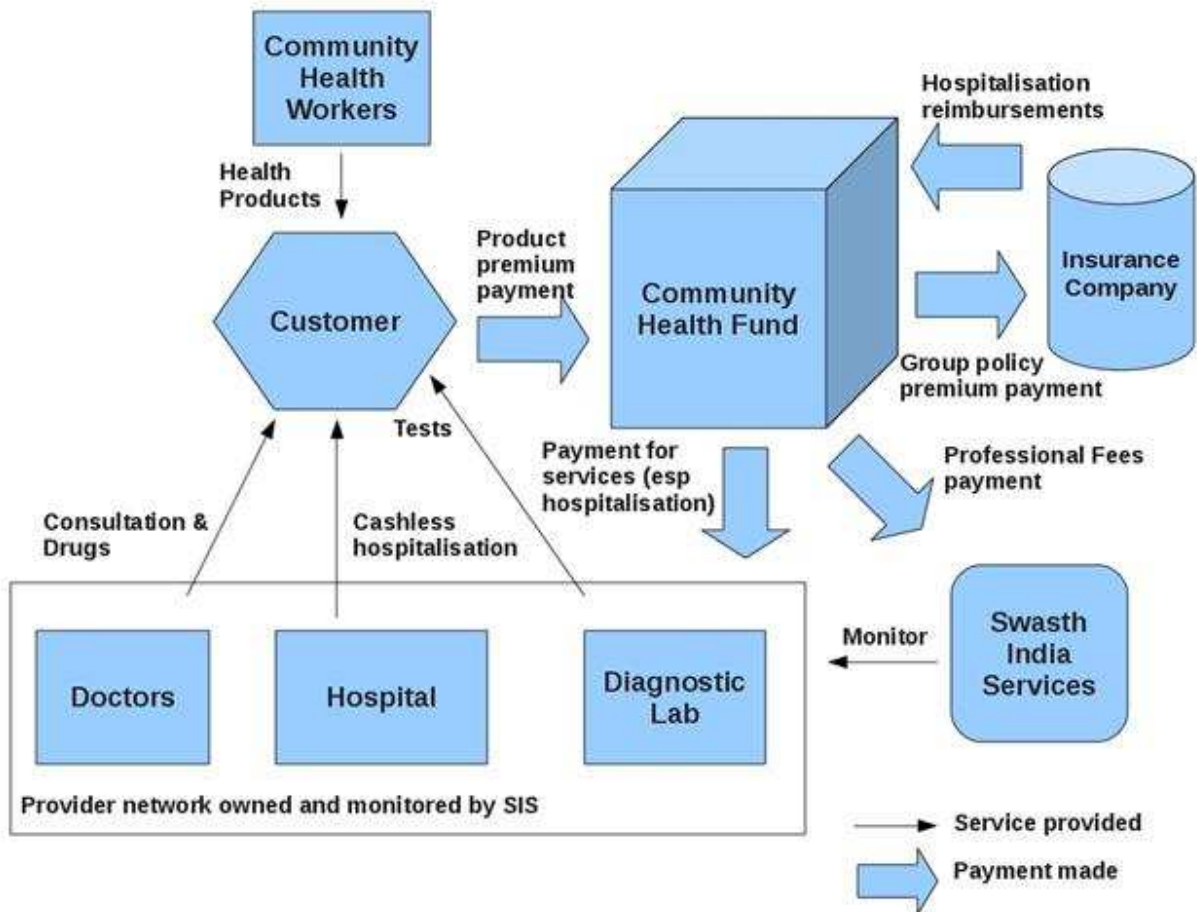 Community
Health
Workers
Health
Products
Customer
Product
premium
payment
Community
Health Fund
Hospitalisation
reimbursements
Insurance
Company
Group policy
premium payment
Tests
Payment for
services (esp
hospitalisation)
Professional Fees
payment
Consultation &
Drugs
Cashless
hospitalisation
Doctors
Hospital
Diagnostic
Lab
Monitor
Swasth
India
Services
Provider network owned and monitored by SIS
Service provided
Payment made